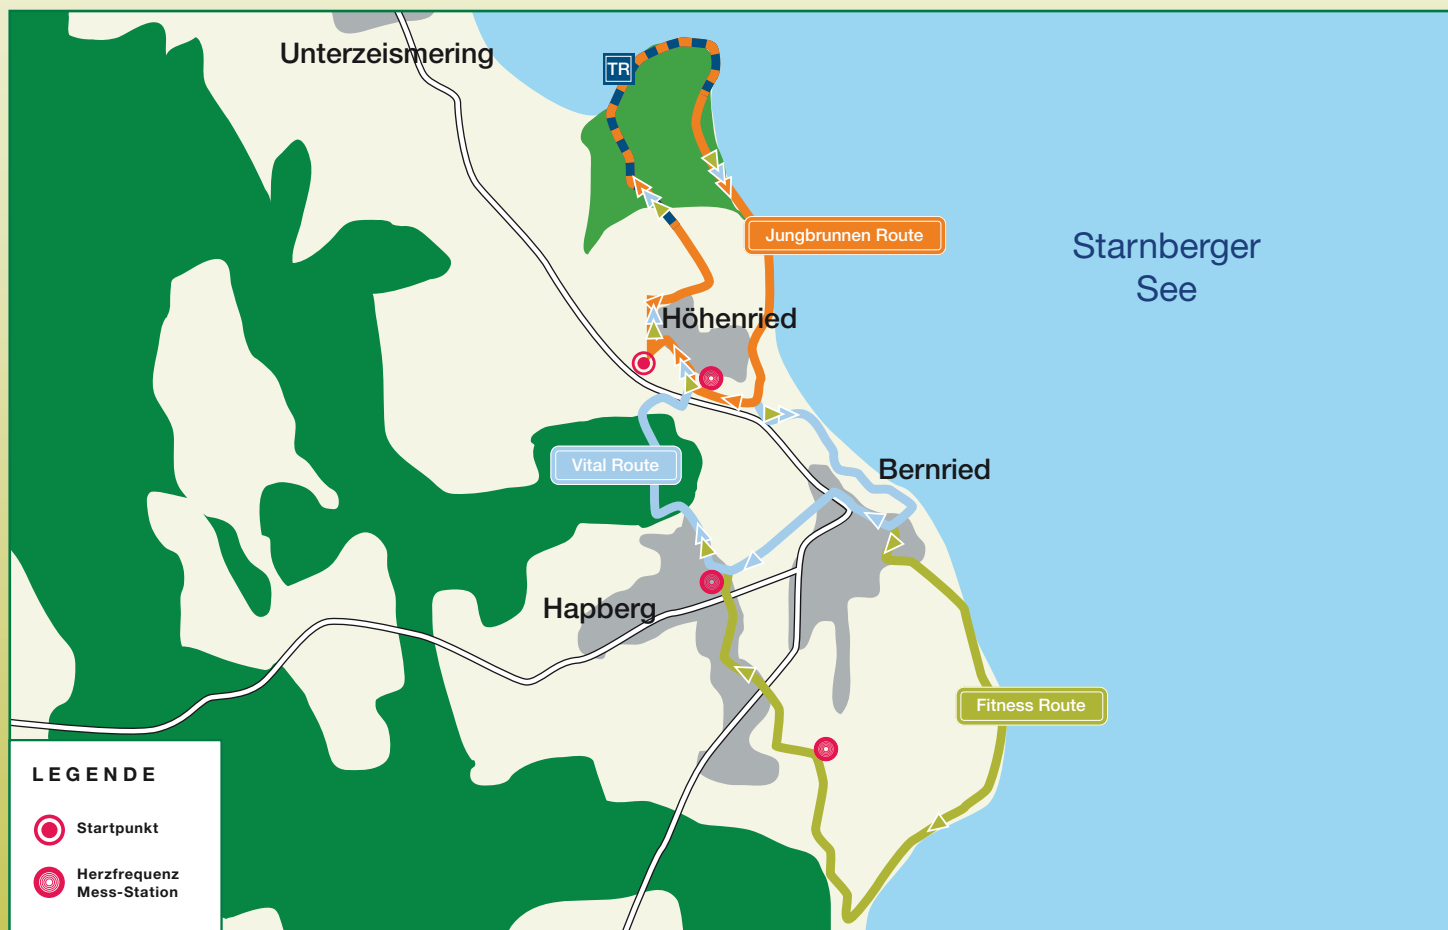 Unterzeismering
TR
Jungbrunnen Route
Starnberger
See
Höhenried
Vital Route
Bernried
Hapberg
Fitness Route
LEGENDE
Startpunkt
Herzfrequenz
Mess-Station